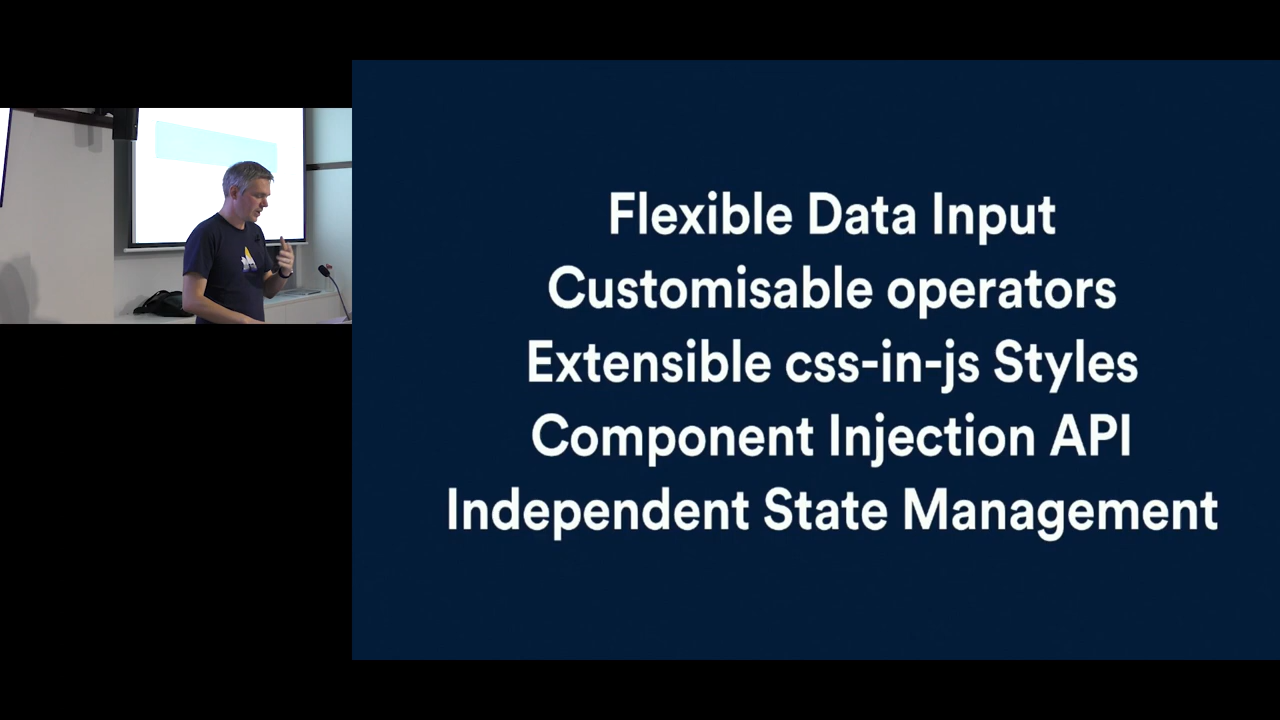 Flexible Data Input
Customisable operators
Extensible css-in-js Styles
Component Injection API
Independent State Management